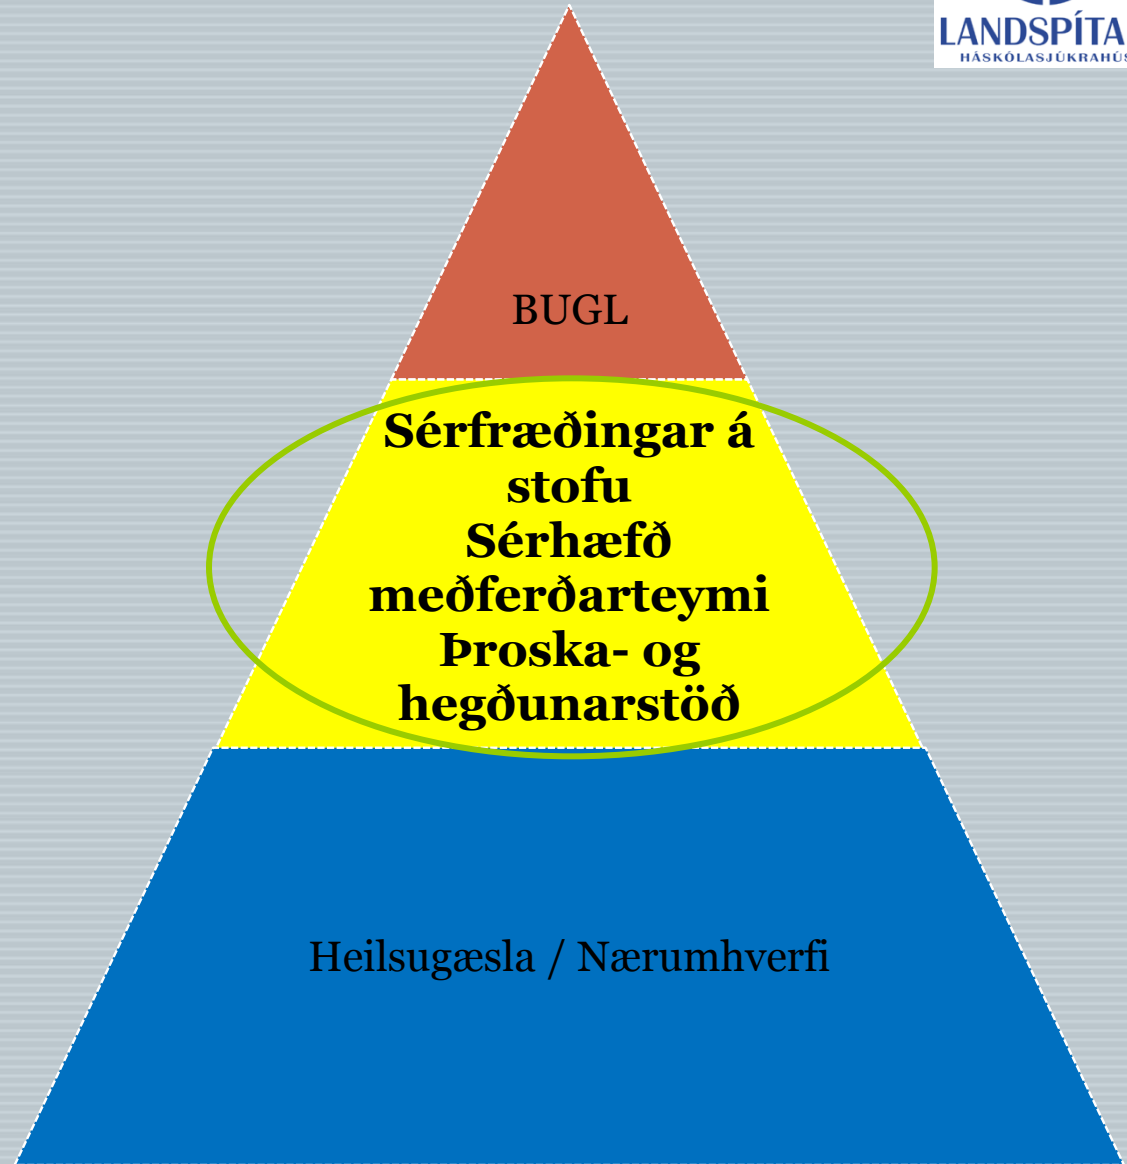 LANDSPÍTA
HÁSKÓLASJÚKRAHÚS
BUGL
Sérfræðingar á
stofu
Sérhæfð
meðferðarteymi
Þroska- og
hegðunarstöð
Heilsugæsla / Nærumhverfi